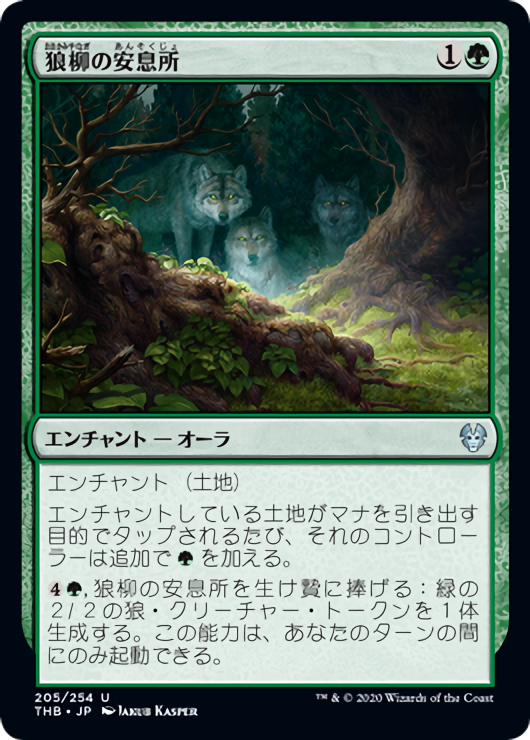 狼柳の安息所 1
あんそくじょ
エンチャント — オーラ
エンチャント（土地）
エンチャントしている土地がマナを引き出す
目的でタップされるたび、それのコントロー
ラーは追加で を加える。
4 , 狼柳の安息所を生け贄に捧げる：緑の
２/２の狼・クリーチャー・トークンを１体
生成する。この能力は、あなたのターンの間
にのみ起動できる。
205/254 U
™ & © 2020 Wizards of the Coast
THB • JP Jakub Kasper